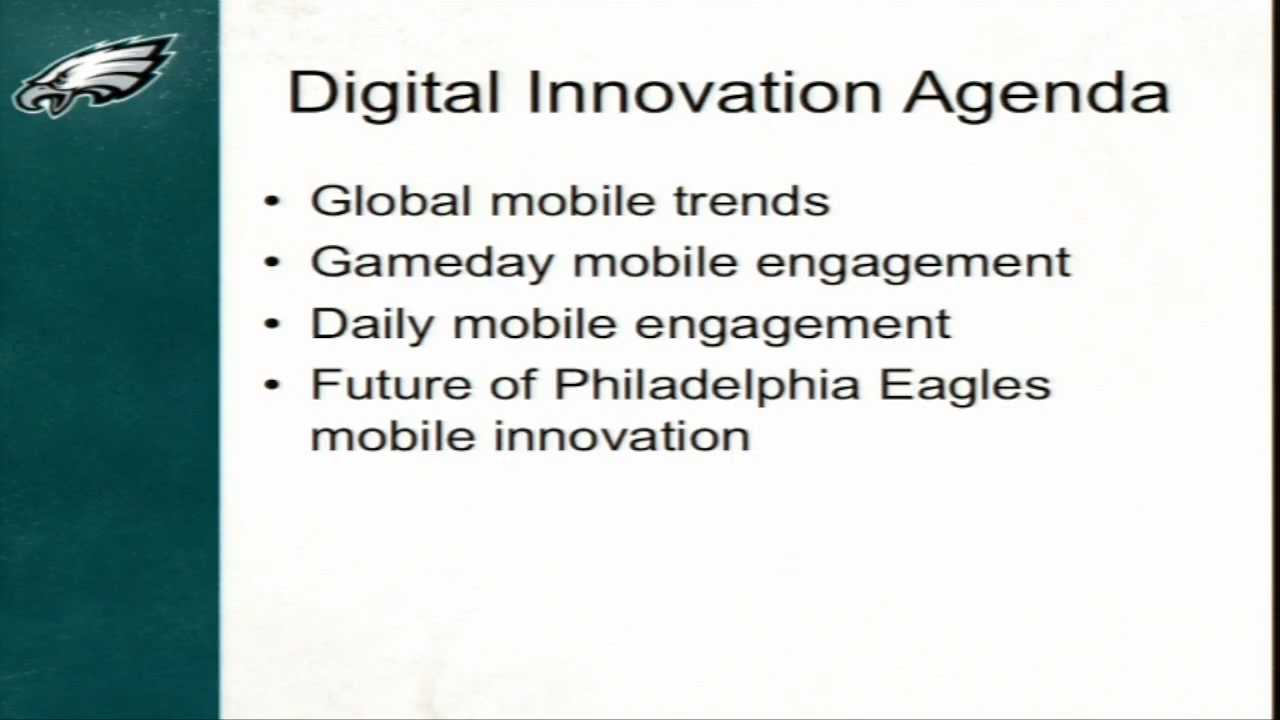 Digital Innovation Agenda
• Global mobile trends
• Gameday mobile engagement
• Daily mobile engagement
• Future of Philadelphia Eagles
mobile innovation